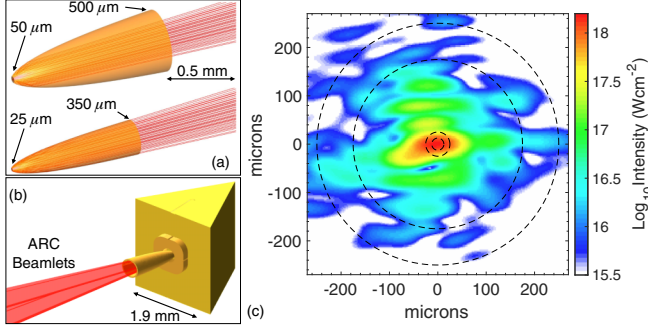 500 μm
50 μm
0.5 mm
350 μm
25 μm
(a)
(b)
ARC
Beamlets
1.9 mm
(c)
microns
200
100
0
-100
-200
-200 -100 0 100 200
microns
18
17.5
17
16.5
16
15.5
Log10 Intensity (Wcm-2)